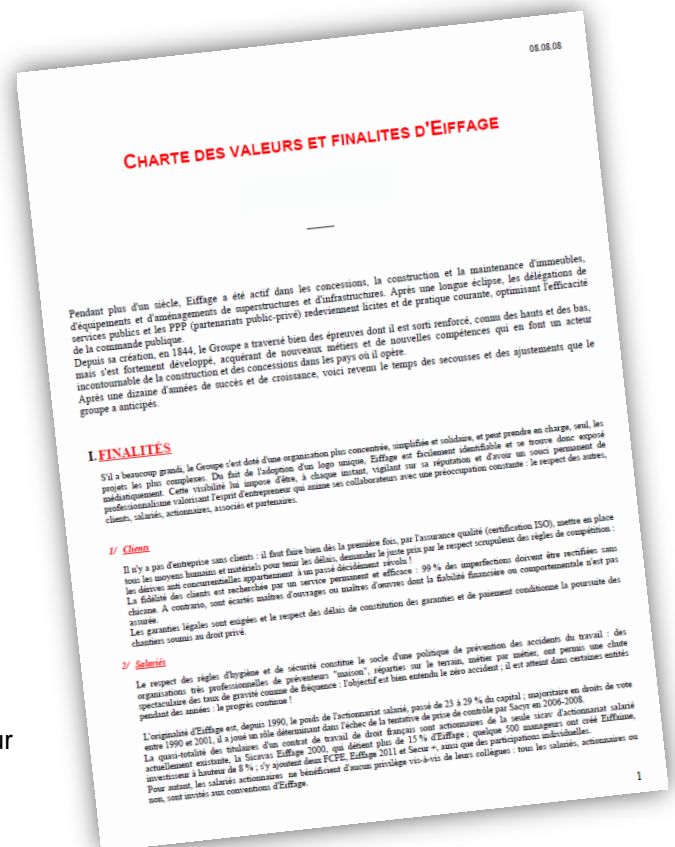 08.08.08
CHARTE DES VALEURS ET FINALITES D'EIFFAGE
Pendant plus d'un siècle, Eiffage a été actif dans les concessions, la construction et la maintenance d'immeubles,
d'équipements et d'aménagements de superstructures et d'infrastructures. Après une longue éclipse, les délégations de
services publics et les PPP (partenariats public-privé) redeviennent licites et de pratique courante, optimisant l'efficacité
de la commande publique.
Depuis sa création, en 1844, le Groupe a traversé bien des épreuves dont il est sorti renforcé, connu des hauts et des bas,
mais s'est fortement développé, acquérant de nouveaux métiers et de nouvelles compétences qui en font un acteur
incontournable de la construction et des concessions dans les pays où il opère.
Après une dizaine d'années de succès et de croissance, voici revenu le temps des secousses et des ajustements que le
groupe a anticipés.
I. FINALITÉS
S'il a beaucoup grandi, le Groupe s'est doté d'une organisation plus concentrée, simplifiée et solidaire, et peut prendre en charge, seul, les
projets les plus complexes. Du fait de l'adoption d'un logo unique, Eiffage est facilement identifiable et se trouve donc exposé
médiatiquement. Cette visibilité lui impose d'être, à chaque instant, vigilant sur sa réputation et d'avoir un souci permanent de
professionnalisme valorisant l'esprit d'entrepreneur qui anime ses collaborateurs avec une préoccupation constante : le respect des autres,
clients, salariés, actionnaires, associés et partenaires.
1/ Clients
Il n'y a pas d'entreprise sans clients : il faut faire bien dès la première fois, par l'assurance qualité (certification ISO), mettre en place
tous les moyens humains et matériels pour tenir les délais, demander le juste prix par le respect scrupuleux des règles de compétition :
les dérives anti concurrentielles appartiennent à un passé décidément révolu !
La fidélité des clients est recherchée par un service permanent et efficace : 99 % des imperfections doivent être rectifiées sans
chicane. A contrario, sont écartés maîtres d'ouvrages ou maîtres d'œuvres dont la fiabilité financière ou comportementale n'est pas
assurée.
Les garanties légales sont exigées et le respect des délais de constitution des garanties et de paiement conditionne la poursuite des
chantiers soumis au droit privé.
2/ Salariés
Le respect des règles d'hygiène et de sécurité constitue le socle d'une politique de prévention des accidents du travail : des
organisations très professionnelles de préventeurs "maison", réparties sur le terrain, métier par métier, ont permis une chute
spectaculaire des taux de gravité comme de fréquence : l'objectif est bien entendu le zéro accident ; il est atteint dans certaines entités
pendant des années : le progrès continue !
L'originalité d'Eiffage est, depuis 1990, le poids de l'actionnariat salarié, passé de 23 à 29 % du capital ; majoritaire en droits de vote
entre 1990 et 2001, il a joué un rôle déterminant dans l'échec de la tentative de prise de contrôle par Sacyr en 2006-2008.
La quasi-totalité des titulaires d'un contrat de travail de droit français sont actionnaires de la seule sicav d'actionnariat salarié
actuellement existante, la Sicavas Eiffage 2000, qui détient plus de 15 % d'Eiffage ; quelque 500 manageurs ont créé Eiffaime,
investisseur à hauteur de 8 % ; s'y ajoutent deux FCPE, Eiffage 2011 et Secur +, ainsi que des participations individuelles.
Pour autant, les salariés actionnaires ne bénéficient d'aucun privilège vis-à-vis de leurs collègues : tous les salariés, actionnaires ou
non, sont invités aux conventions d'Eiffage.
1
ur